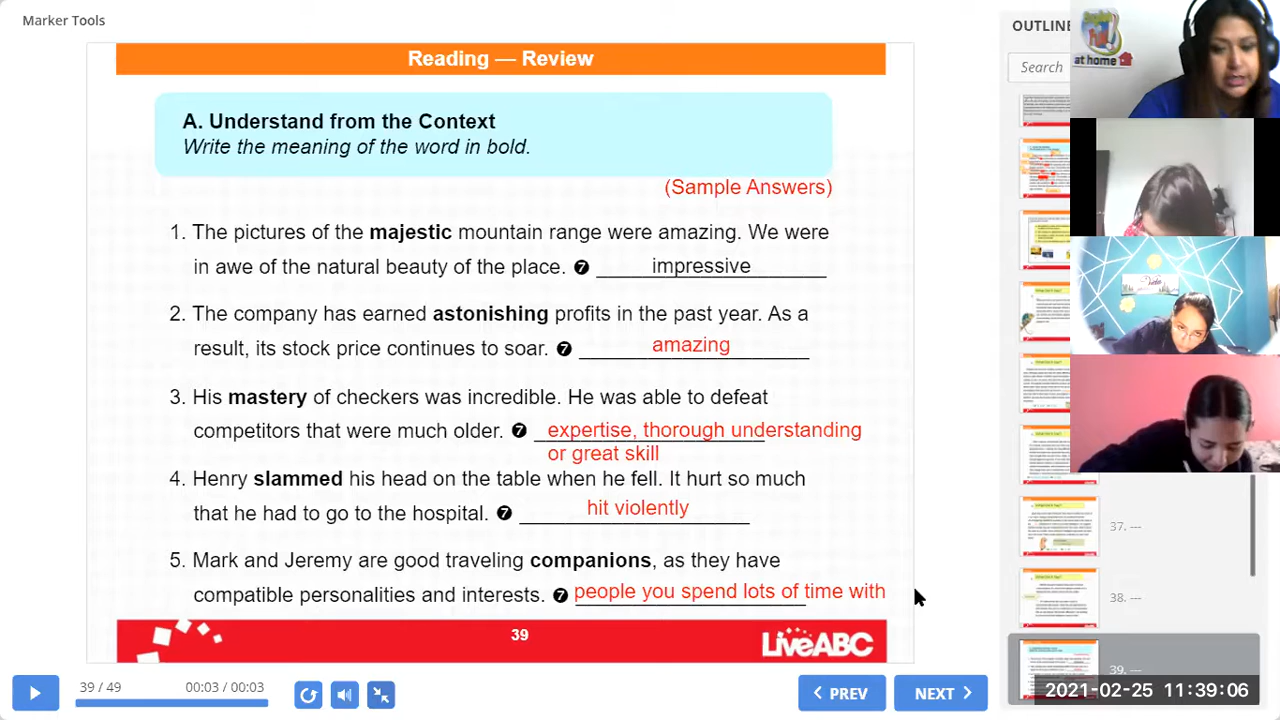 Marker Tools
OUTLINE
Search
at home
Reading — Review
A. Understand from the Context
Write the meaning of the word in bold.
(Sample Answers)
1. The pictures of the majestic mountain range were amazing. We were
in awe of the natural beauty of the place. ❼ impressive
2. The company has earned astonishing profits in the past year. As a
result, its stock price continues to soar. ❼ amazing
3. His mastery of checkers was incredible. He was able to defeat
competitors that were much older. ❼ expertise, thorough understanding
or great skill
4. Henry slammed his head on the table when he fell. It hurt so much
that he had to go to the hospital. ❼ hit violently
5. Mark and Jeremy are good traveling companions, as they have
compatible personalities and interests. ❼ people you spend lots of time with
39
LiveABC
37. ---
38. ---
39. ---
39 / 49
00:03 / 00:03
PREV
NEXT
2021-02-25 11:39:06